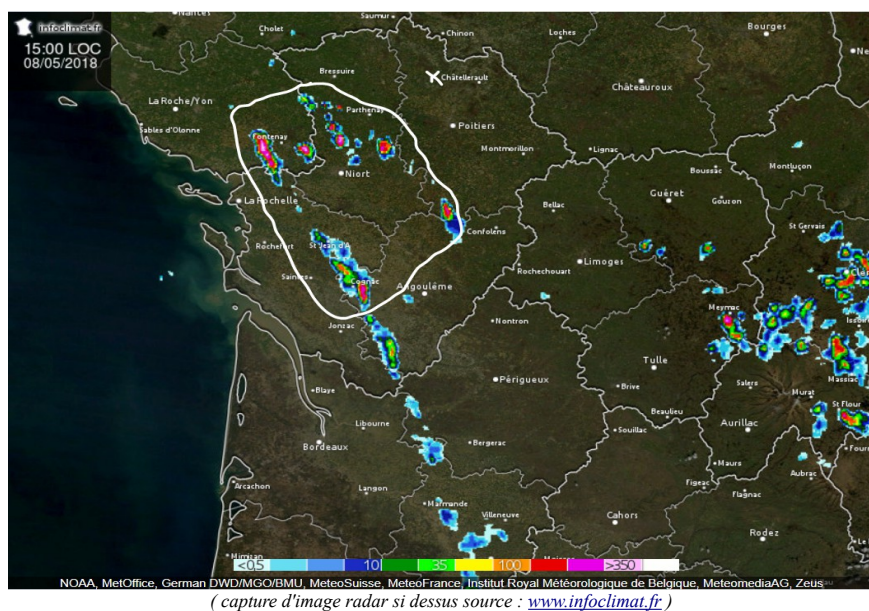 Nantes
Cholet
Saumur
Chinon
Loches
Bourges
infoclimat.fr
15:00 LOC
08/05/2018
Bressuire
Châtellerault
Châteauroux
La Roche/Yon
Parthenay
Sables d'Olonne
Fontenay
Poitiers
Montmorillon
Lignac
Montluçon
Boussac
Niort
La Rochelle
Guéret
Gouzon
Bellac
Confolens
St Gervais
Rochefort
St Jean d'A
Limoges
Rochechouart
Saintes
Cognac
Angoulême
Meymac
Jonzac
Nontron
Tulle
Massiac
Périgueux
Brive
Salers
Murat
Blaye
St Flour
Beaulieu
Libourne
Souillac
Aurillac
Bordeaux
Bergerac
Maurs
Aubrac
Arcachon
Langon
Figeac
Flagnac
Marmande
Villeneuve
Cahors
Rodez
Mimizan
<0,5 10 35 100 >350
NOAA, MetOffice, German DWD/MGO/BMU, MeteoSuisse, MeteoFrance, Institut Royal Météorologique de Belgique, MeteomediaAG, Zeus
( capture d'image radar si dessus source : www.infoclimat.fr )